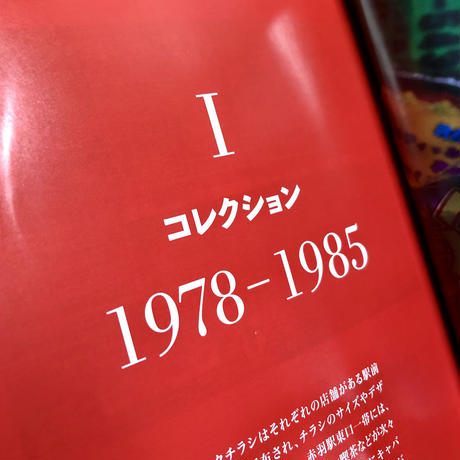 I
コレクション
1978–1985
クチラシはそれぞれの店舗がある駅前
布され、チラシのサイズやデザ
赤羽駅東口一帯には、
喫茶などが次々
キャバ